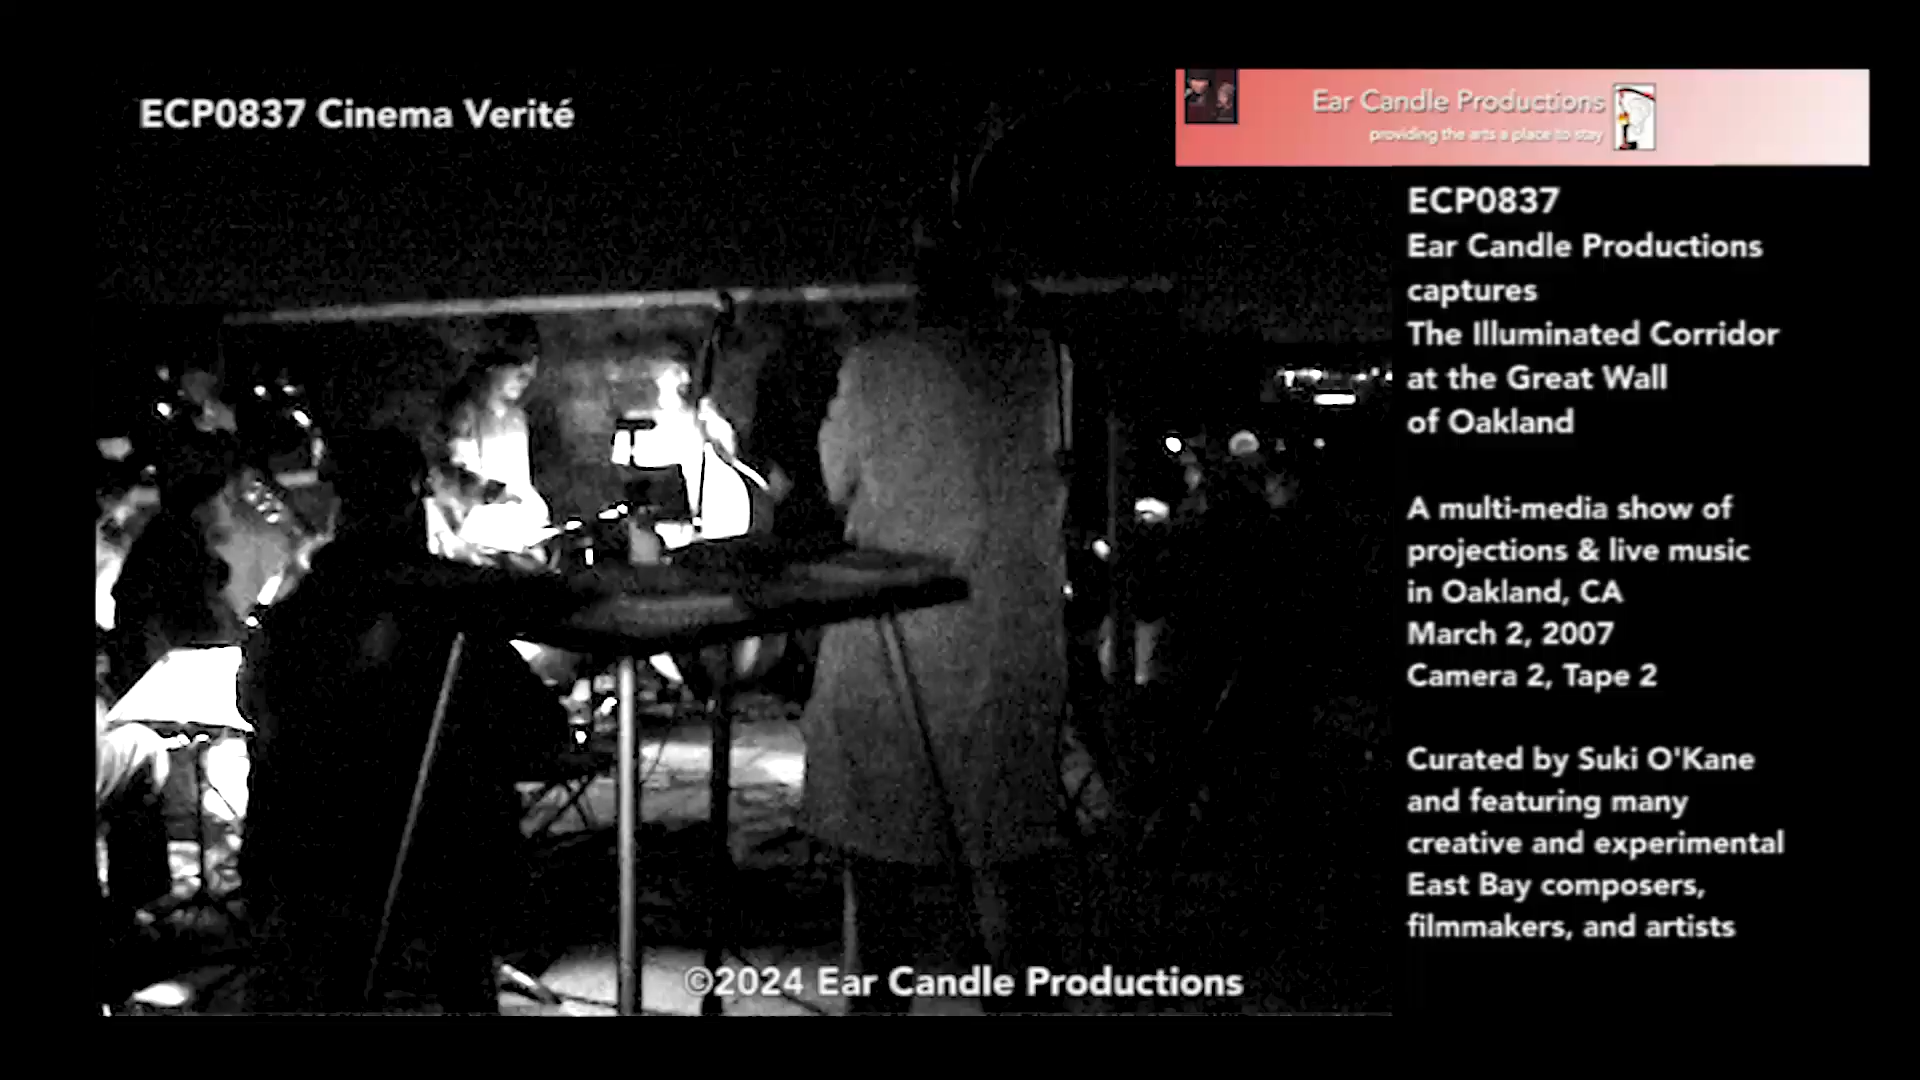 ECP0837 Cinema Verité
Ear Candle Productions
providing the arts a place to stay
ECP0837
Ear Candle Productions
captures
The Illuminated Corridor
at the Great Wall
of Oakland
A multi-media show of
projections & live music
in Oakland, CA
March 2, 2007
Camera 2, Tape 2
Curated by Suki O'Kane
and featuring many
creative and experimental
East Bay composers,
filmmakers, and artists
©2024 Ear Candle Productions